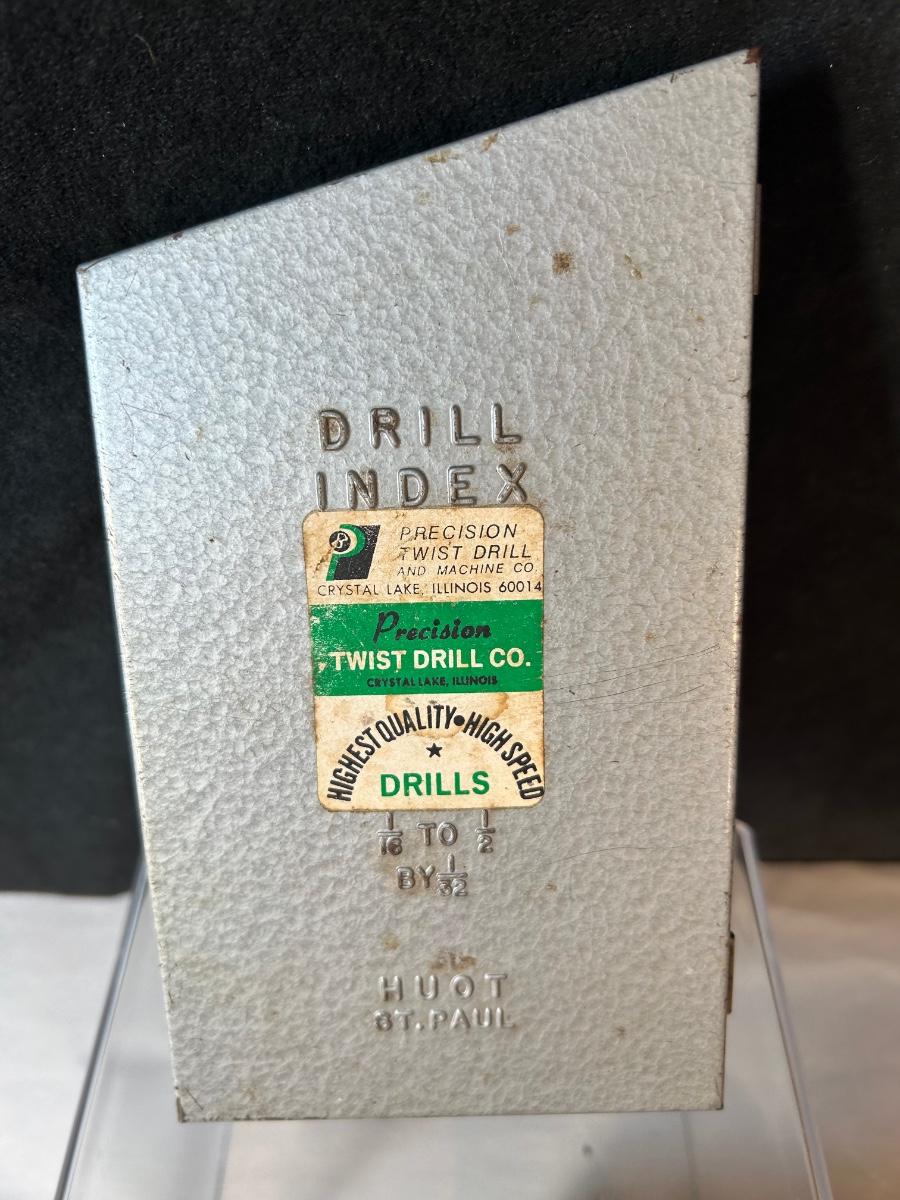 DRILL
INDEX
PRECISION
TWIST DRILL
AND MACHINE CO.
CRYSTAL LAKE, ILLINOIS 60014
Precision
TWIST DRILL CO.
CRYSTAL LAKE, ILLINOIS
HIGHEST QUALITY • HIGH SPEED
★
DRILLS
1/16 TO 1/2
BY 1/32
HUOT
ST. PAUL